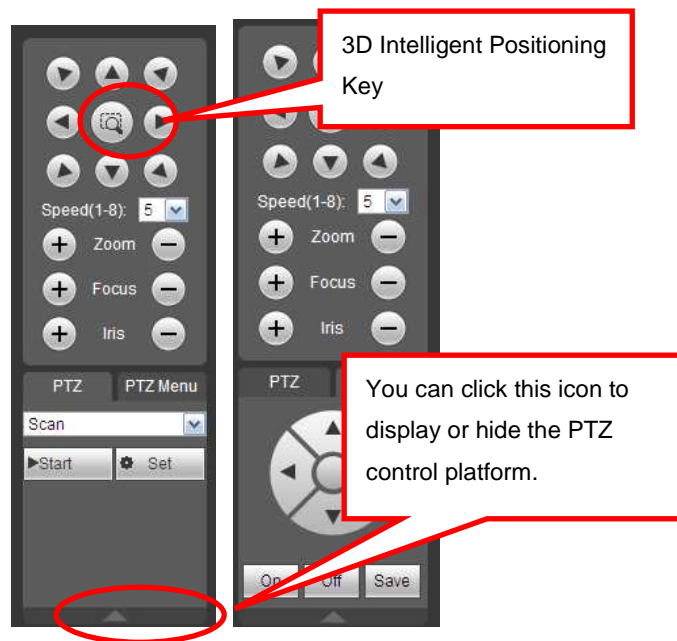 3D Intelligent Positioning
Key
Speed(1-8): 5
Zoom
Focus
Iris
PTZ PTZ Menu
Scan
Start Set
Speed(1-8): 5
Zoom
Focus
Iris
PTZ
You can click this icon to
display or hide the PTZ
control platform.
On Off Save